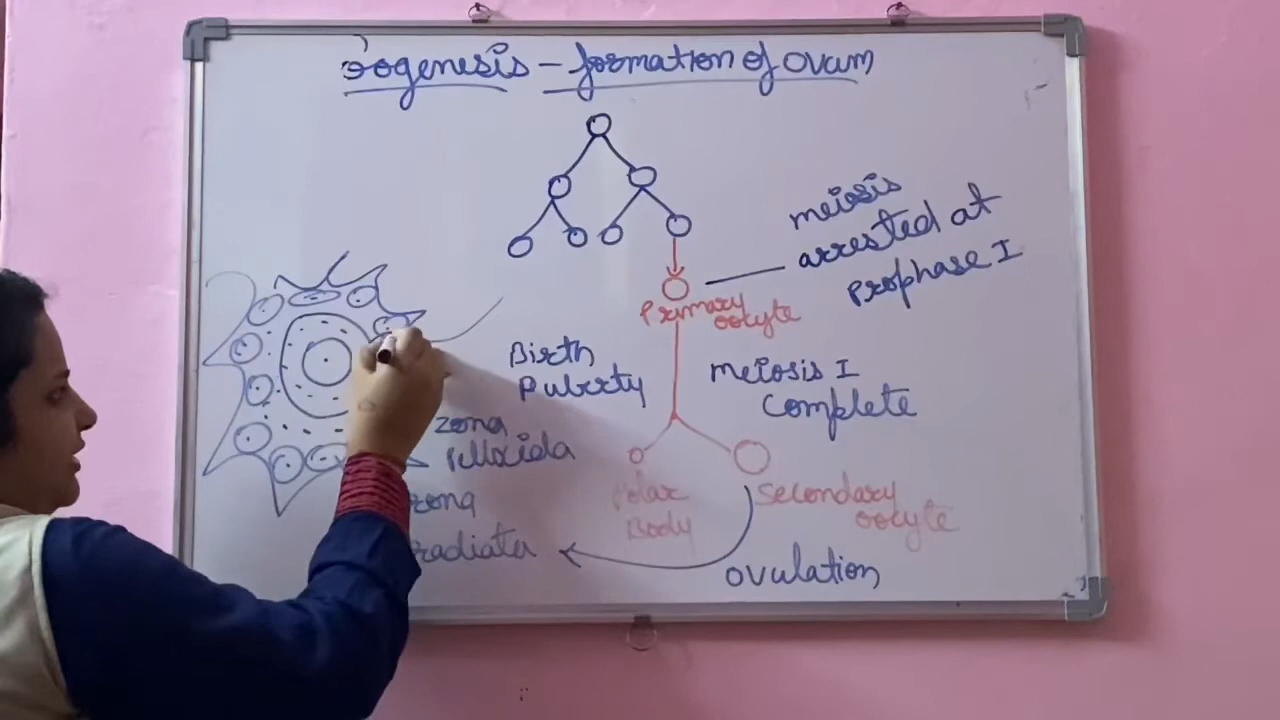 oogenesis - formation of ovum
meiosis
arrested at
prophase I
Primary
oocyte
Birth
Puberty
meiosis I
complete
zona
Pellucida
Polar
Body
Secondary
oocyte
zona
radiata
ovulation